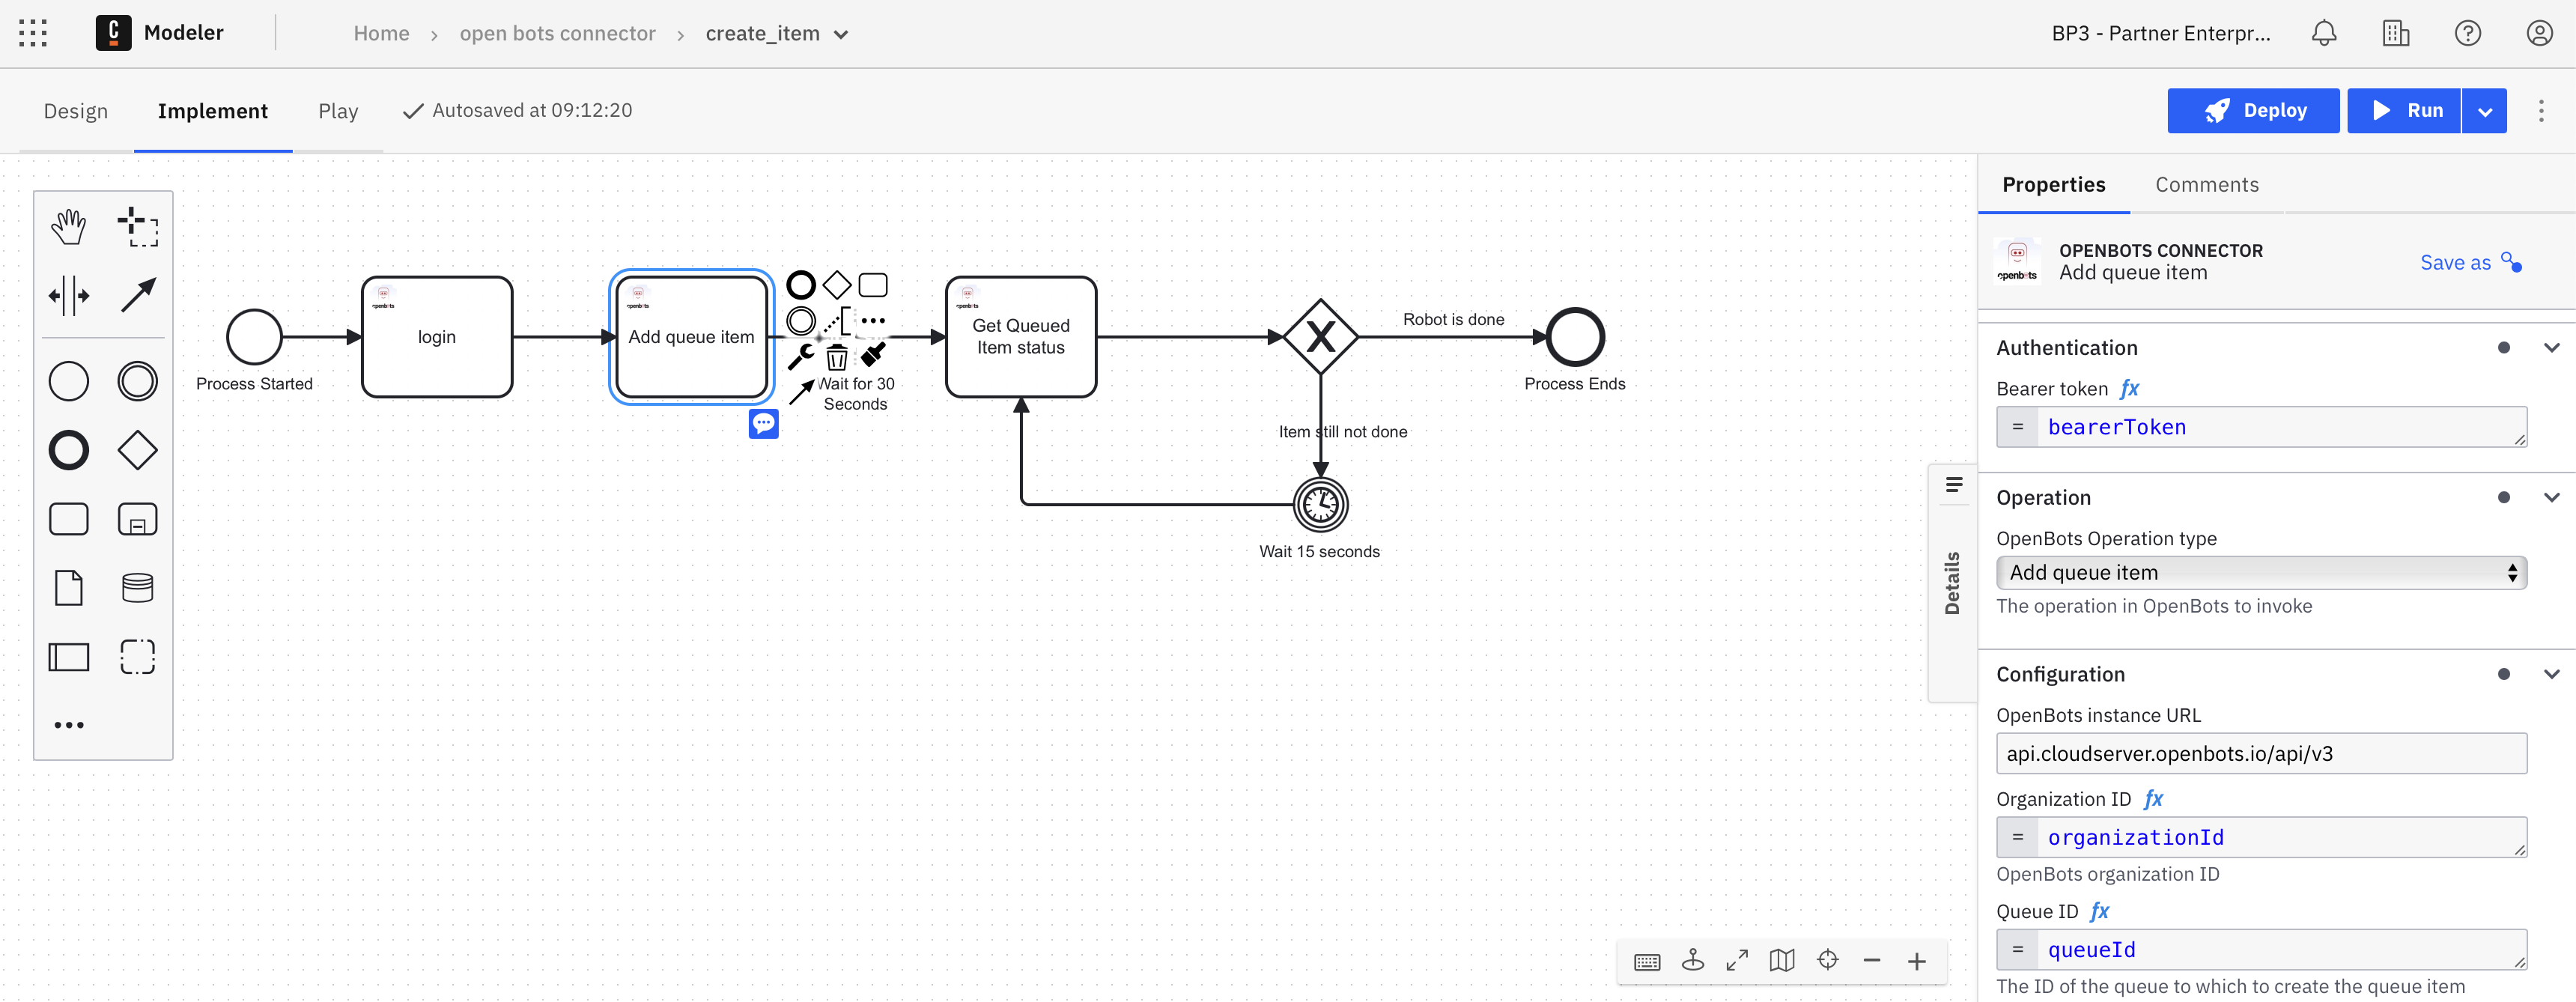 Modeler
Home › open bots connector › create_item
BP3 - Partner Enterpr...
Design
Implement
Play
Autosaved at 09:12:20
Deploy
Run
Properties
Comments
openbots
OPENBOTS CONNECTOR
Add queue item
Save as
Process Started
openbots
login
openbots
Add queue item
Wait for 30
Seconds
openbots
Get Queued
Item status
X
Robot is done
Process Ends
Item still not done
Wait 15 seconds
Details
Authentication
Bearer token fx
= bearerToken
Operation
OpenBots Operation type
Add queue item
The operation in OpenBots to invoke
Configuration
OpenBots instance URL
api.cloudserver.openbots.io/api/v3
Organization ID fx
= organizationId
OpenBots organization ID
Queue ID fx
= queueId
The ID of the queue to which to create the queue item